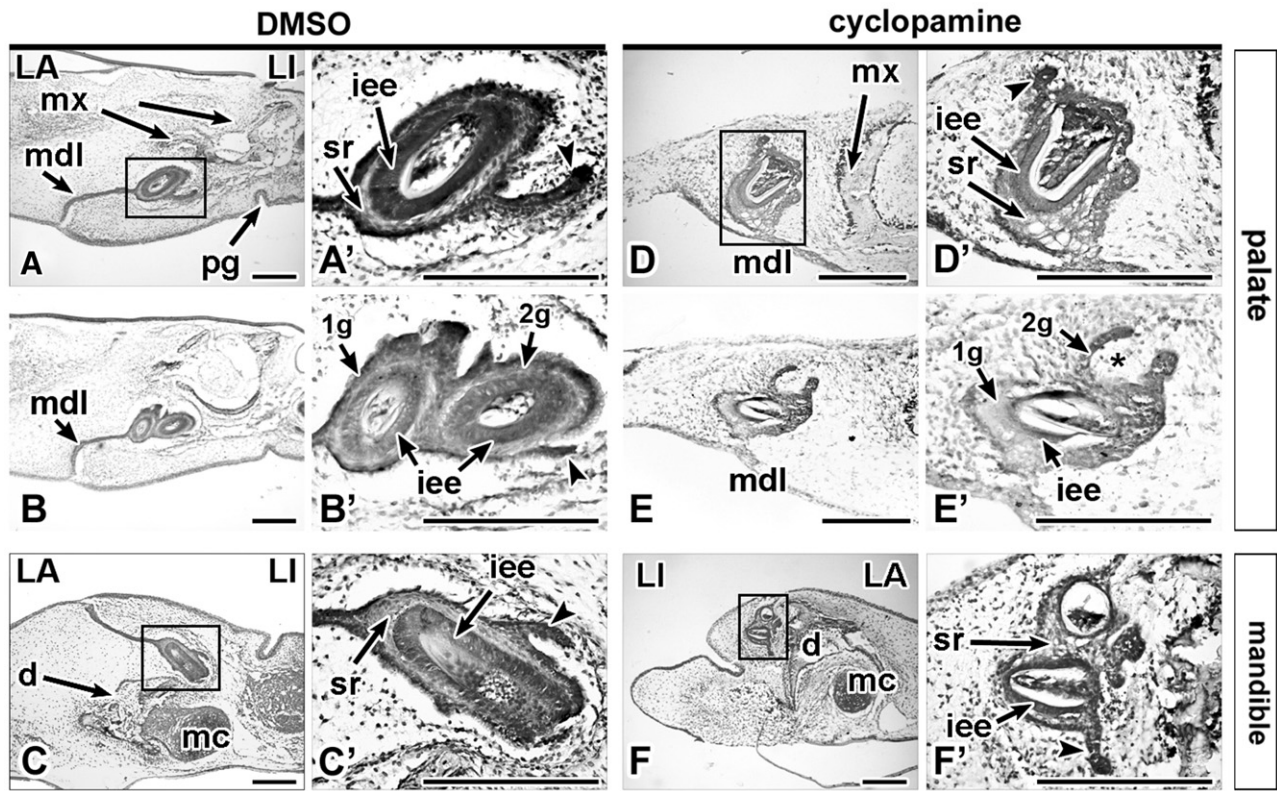 DMSO cyclopamine
LA LI
mx
mdl
pg
A
iee
sr
A’
mx
mdl
D
iee
sr
D’
palate
mdl
B
1g 2g
iee
B’
mdl
E
2g
1g
*
iee
E’
LA LI
d
mc
C
iee
sr
C’
LI LA
d
mc
F
sr
iee
F’
mandible